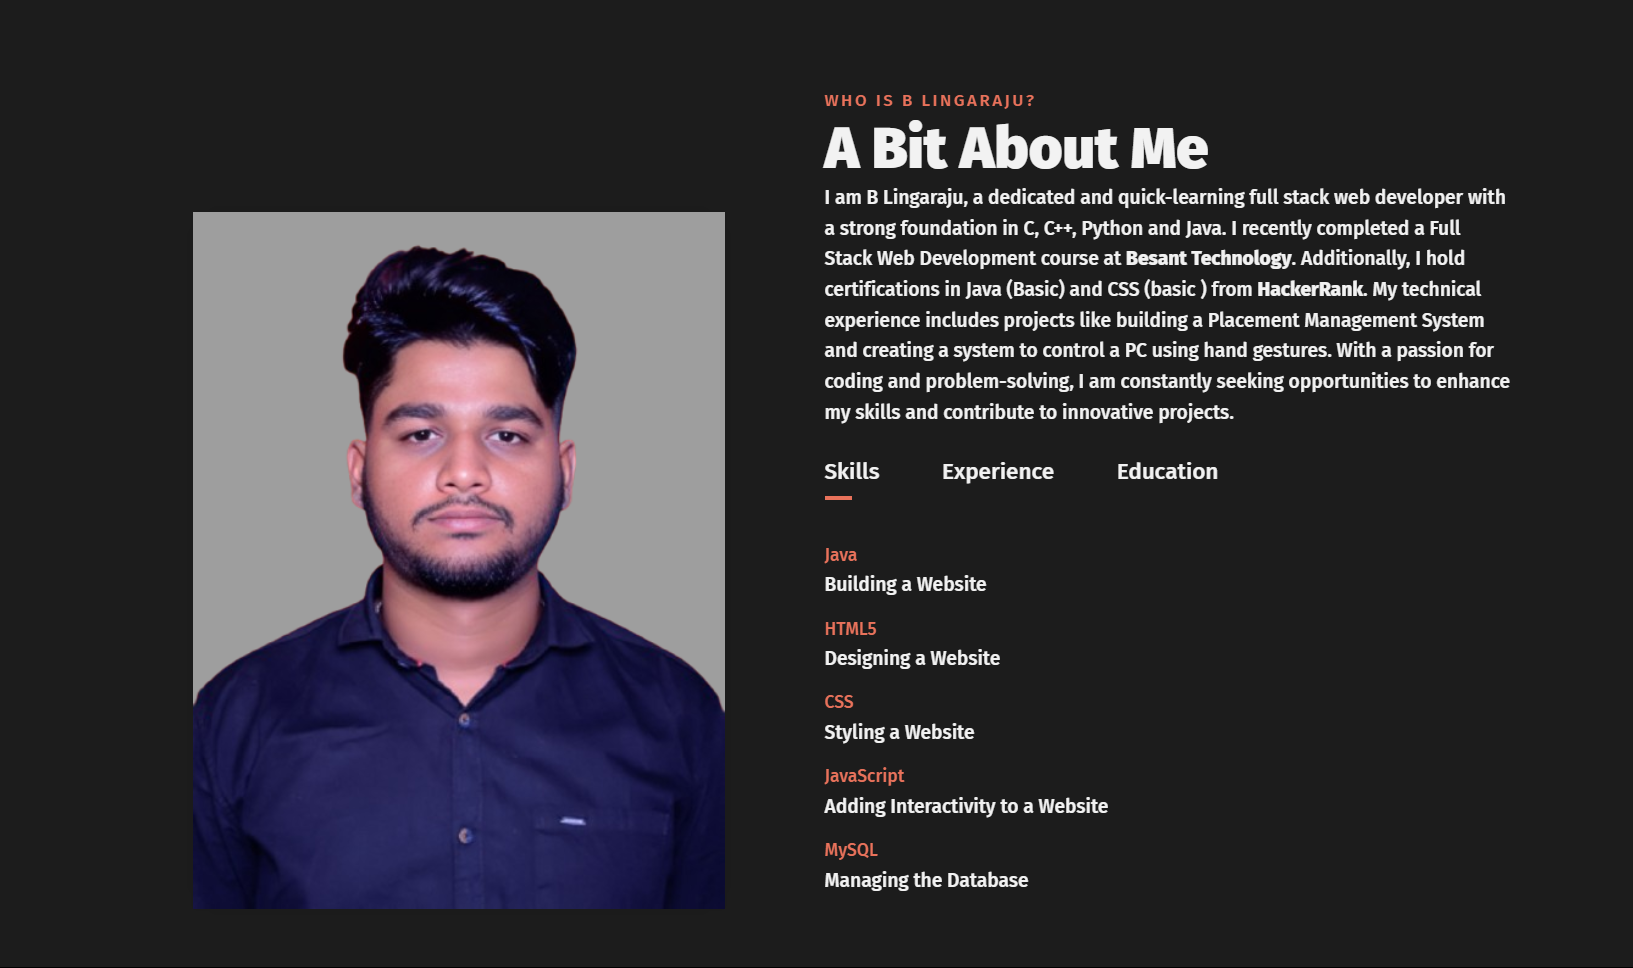 WHO IS B LINGARAJU?
A Bit About Me
I am B Lingaraju, a dedicated and quick-learning full stack web developer with
a strong foundation in C, C++, Python and Java. I recently completed a Full
Stack Web Development course at Besant Technology. Additionally, I hold
certifications in Java (Basic) and CSS (basic ) from HackerRank. My technical
experience includes projects like building a Placement Management System
and creating a system to control a PC using hand gestures. With a passion for
coding and problem-solving, I am constantly seeking opportunities to enhance
my skills and contribute to innovative projects.
Skills Experience Education
Java
Building a Website
HTML5
Designing a Website
CSS
Styling a Website
JavaScript
Adding Interactivity to a Website
MySQL
Managing the Database